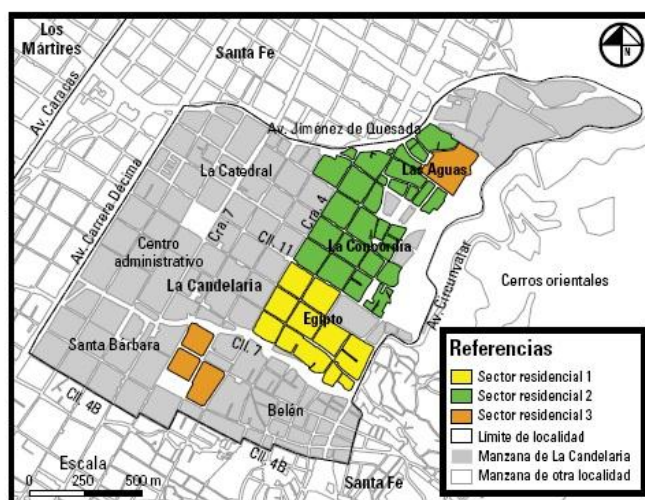 Los
Mártires
Santa Fe
N
Av. Caracas
Av. Jiménez de Quesada
La Catedral
Las Aguas
Av. Carrera Décima
Cra. 7
Cra. 4
Cll. 11
La Concordia
Centro
administrativo
La Candelaria
Av. Circunvalar
Cerros orientales
Egipto
Santa Bárbara
Cll. 7
Cll. 4B
Belén
Cll. 4B
Santa Fe
Escala
0 250 500 m
Referencias
Sector residencial 1
Sector residencial 2
Sector residencial 3
Límite de localidad
Manzana de La Candelaria
Manzana de otra localidad